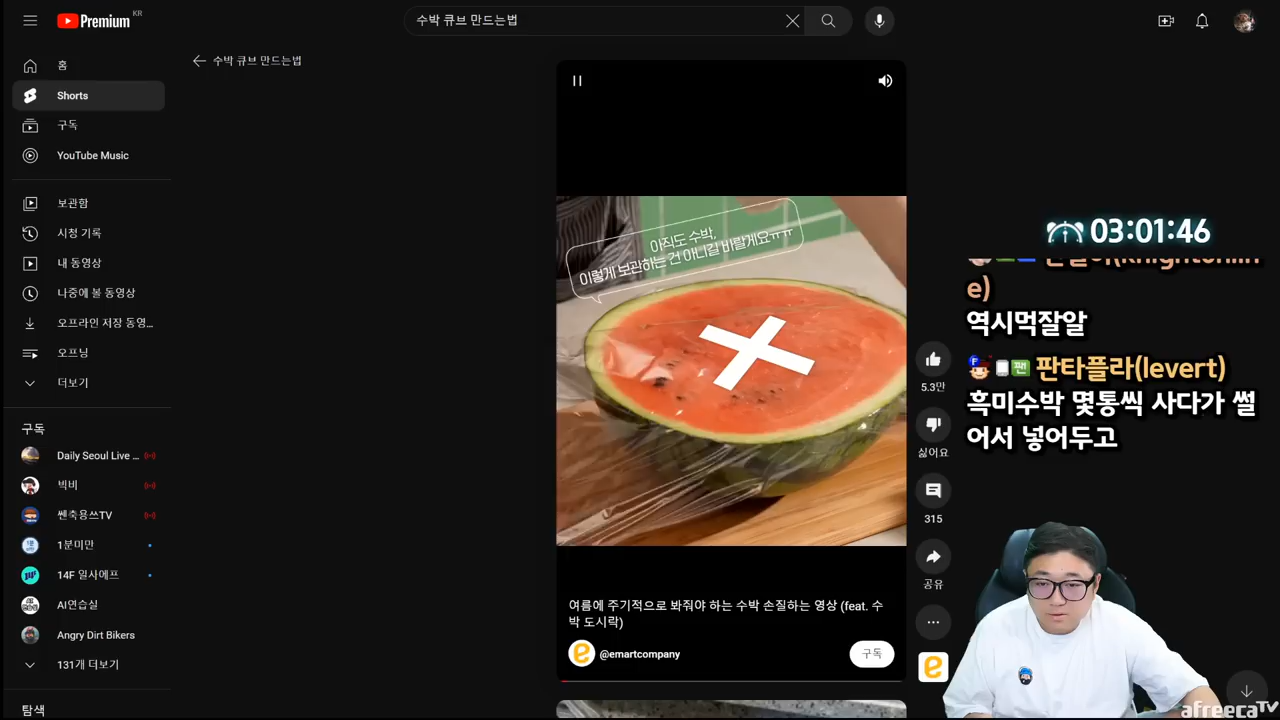 Premium KR
수박 큐브 만드는법
홈
Shorts
구독
YouTube Music
보관함
시청 기록
내 동영상
나중에 볼 동영상
오프라인 저장 동영...
오프닝
더보기
구독
Daily Seoul Live ...
빅비
쎈축용쓰TV
1분미만
14F 일사에프
AI연습실
Angry Dirt Bikers
131개 더보기
탐색
수박 큐브 만드는법
아직도 수박,
이렇게 보관하는 건 아니길 바랄게요ㅠㅠ
여름에 주기적으로 봐줘야 하는 수박 손질하는 영상 (feat. 수
박 도시락)
@emartcompany
구독
5.3만
싫어요
315
공유
03:01:46
e)
역시먹잘알
팬 판타플라(levert)
흑미수박 몇통씩 사다가 썰
어서 넣어두고
afreecaTV